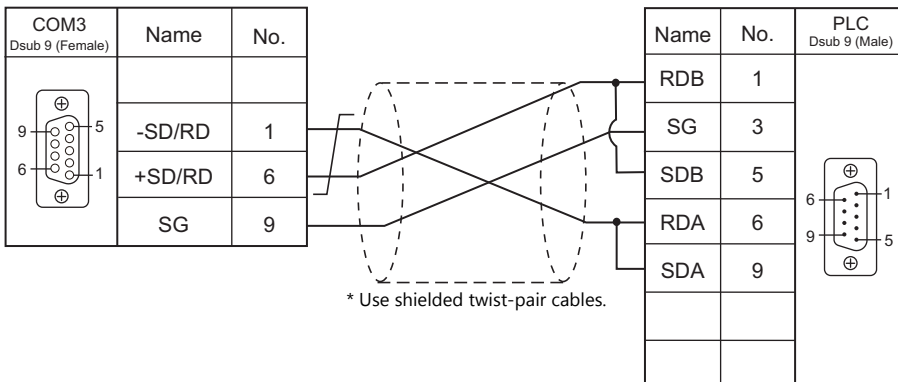 COM3
Dsub 9 (Female)
Name
No.
-SD/RD
1
+SD/RD
6
SG
9
9
5
6
1
* Use shielded twist-pair cables.
Name
No.
PLC
Dsub 9 (Male)
RDB
1
SG
3
SDB
5
RDA
6
SDA
9
6
1
9
5